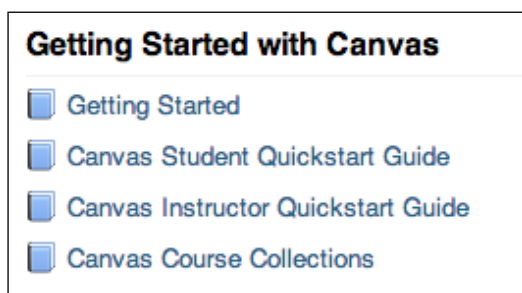 Getting Started with Canvas
Getting Started
Canvas Student Quickstart Guide
Canvas Instructor Quickstart Guide
Canvas Course Collections